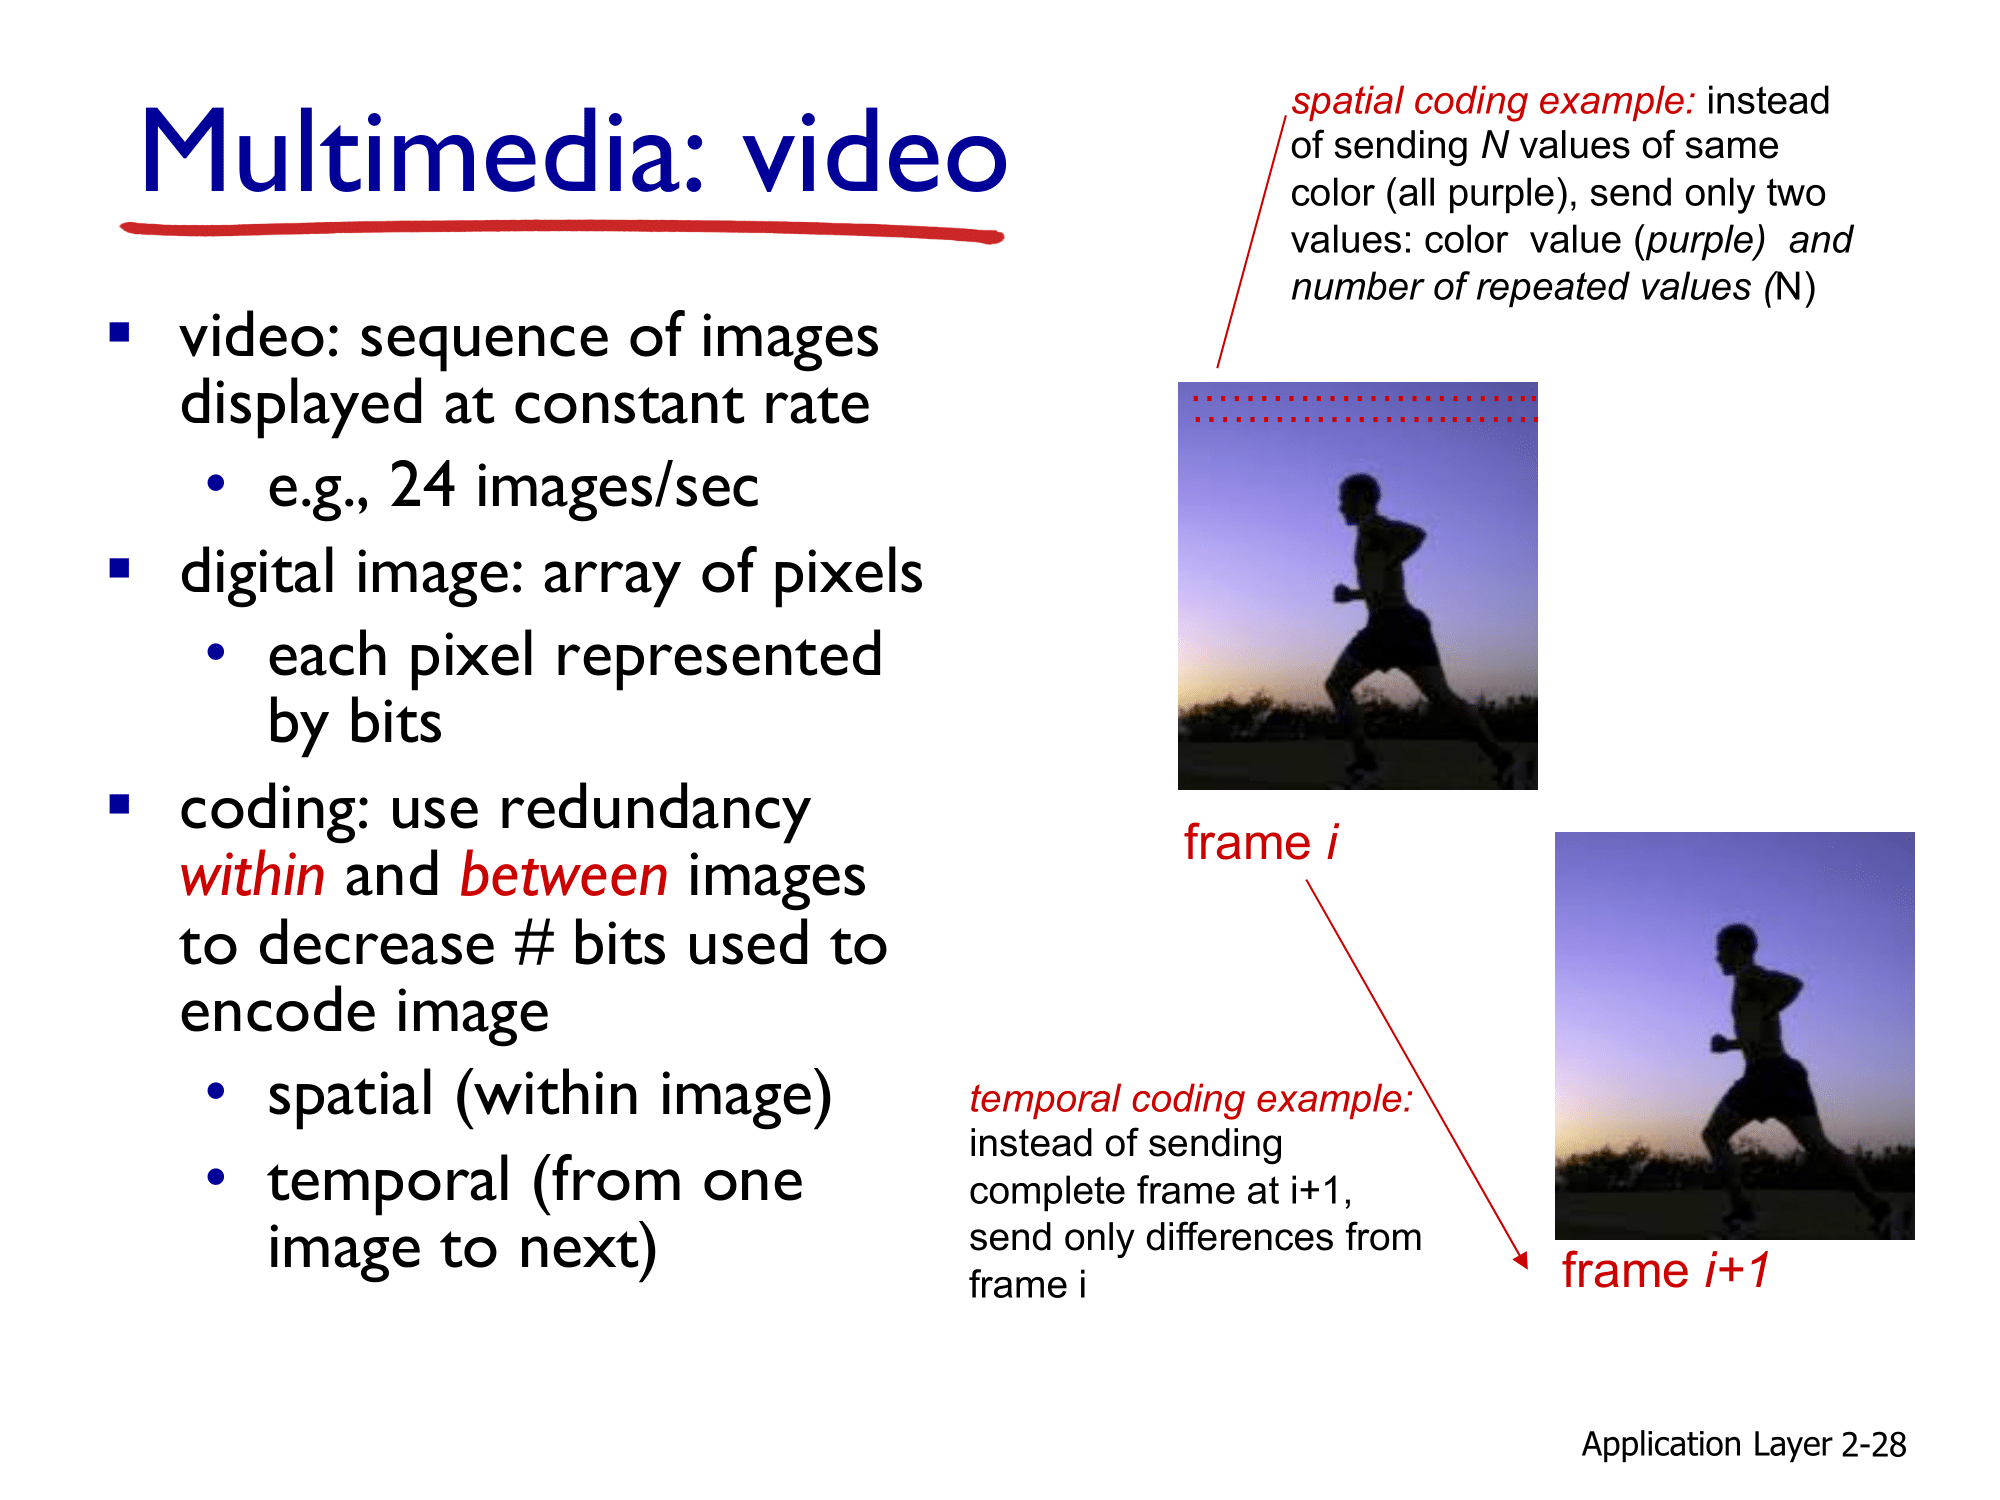 Multimedia: video
▪ video: sequence of images
displayed at constant rate
• e.g., 24 images/sec
▪ digital image: array of pixels
• each pixel represented
by bits
▪ coding: use redundancy
within and between images
to decrease # bits used to
encode image
• spatial (within image)
• temporal (from one
image to next)
spatial coding example: instead
of sending N values of same
color (all purple), send only two
values: color  value (purple)  and
number of repeated values (N)
frame i
temporal coding example:
instead of sending
complete frame at i+1,
send only differences from
frame i
frame i+1
Application Layer 2-28